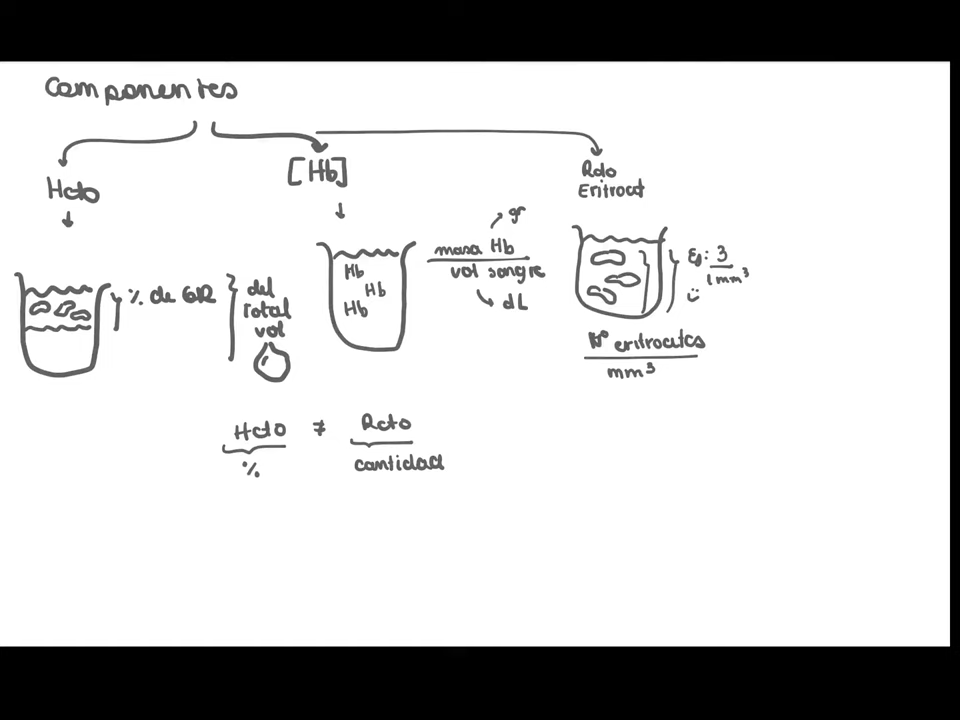 Componentes
Hcto
[Hb]
Rcto
Eritrocit
% de GR
del
total
vol
Hb
Hb
Hb
gr
masa Hb
vol sangre
dL
Ej: 3
1 mm³
N° eritrocitos
mm³
Hcto ≠ Rcto
%
cantidad